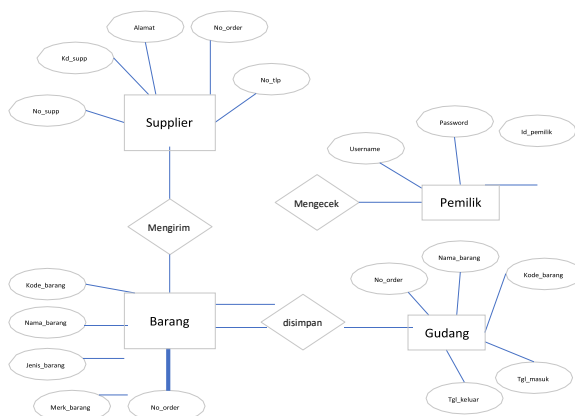 Alamat
No_order
Kd_supp
No_tlp
No_supp
Supplier
Password
Id_pemilik
Username
Mengecek
Pemilik
Mengirim
Nama_barang
Kode_barang
No_order
Kode_barang
Nama_barang
Barang
disimpan
Gudang
Jenis_barang
Tgl_masuk
Tgl_keluar
Merk_barang
No_order